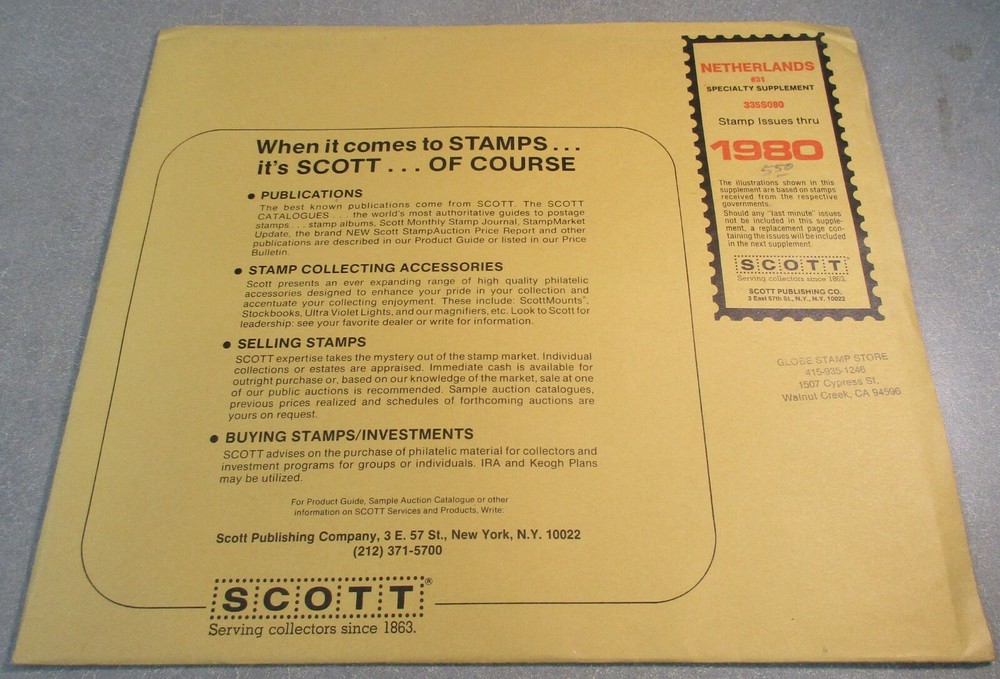 NETHERLANDS
#31
SPECIALTY SUPPLEMENT
335S080
Stamp Issues thru
1980
5 50
The illustrations shown in this
supplement are based on stamps
received from the respective
governments.
Should any "last minute" issues
not be included in this supple-
ment, a replacement page con-
taining the issues will be included
in the next supplement.
SCOTT
Serving collectors since 1863.
SCOTT PUBLISHING CO.
3 East 57th St., N.Y., N.Y. 10022
GLOBE STAMP STORE
415-935-1246
1507 Cypress St.
Walnut Creek, CA 94596
When it comes to STAMPS...
it's SCOTT... OF COURSE
● PUBLICATIONS
The best known publications come from SCOTT. The SCOTT
CATALOGUES... the world's most authoritative guides to postage
stamps... stamp albums, Scott Monthly Stamp Journal, StampMarket
Update, the brand NEW Scott StampAuction Price Report and other
publications are described in our Product Guide or listed in our Price
Bulletin.
● STAMP COLLECTING ACCESSORIES
Scott presents an ever expanding range of high quality philatelic
accessories designed to enhance your pride in your collection and
accentuate your collecting enjoyment. These include: ScottMounts®,
Stockbooks, Ultra Violet Lights, and our magnifiers, etc. Look to Scott for
leadership: see your favorite dealer or write for information.
● SELLING STAMPS
SCOTT expertise takes the mystery out of the stamp market. Individual
collections or estates are appraised. Immediate cash is available for
outright purchase or, based on our knowledge of the market, sale at one
of our public auctions is recommended. Sample auction catalogues,
previous prices realized and schedules of forthcoming auctions are
yours on request.
● BUYING STAMPS/INVESTMENTS
SCOTT advises on the purchase of philatelic material for collectors and
investment programs for groups or individuals. IRA and Keogh Plans
may be utilized.
For Product Guide, Sample Auction Catalogue or other
information on SCOTT Services and Products, Write:
Scott Publishing Company, 3 E. 57 St., New York, N.Y. 10022
(212) 371-5700
SCOTT®
Serving collectors since 1863.